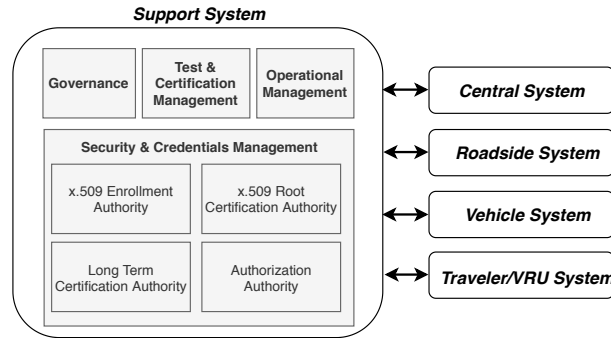 Support System
Governance
Test &
Certification
Management
Operational
Management
Security & Credentials Management
x.509 Enrollment
Authority
x.509 Root
Certification Authority
Long Term
Certification Authority
Authorization
Authority
Central System
Roadside System
Vehicle System
Traveler/VRU System